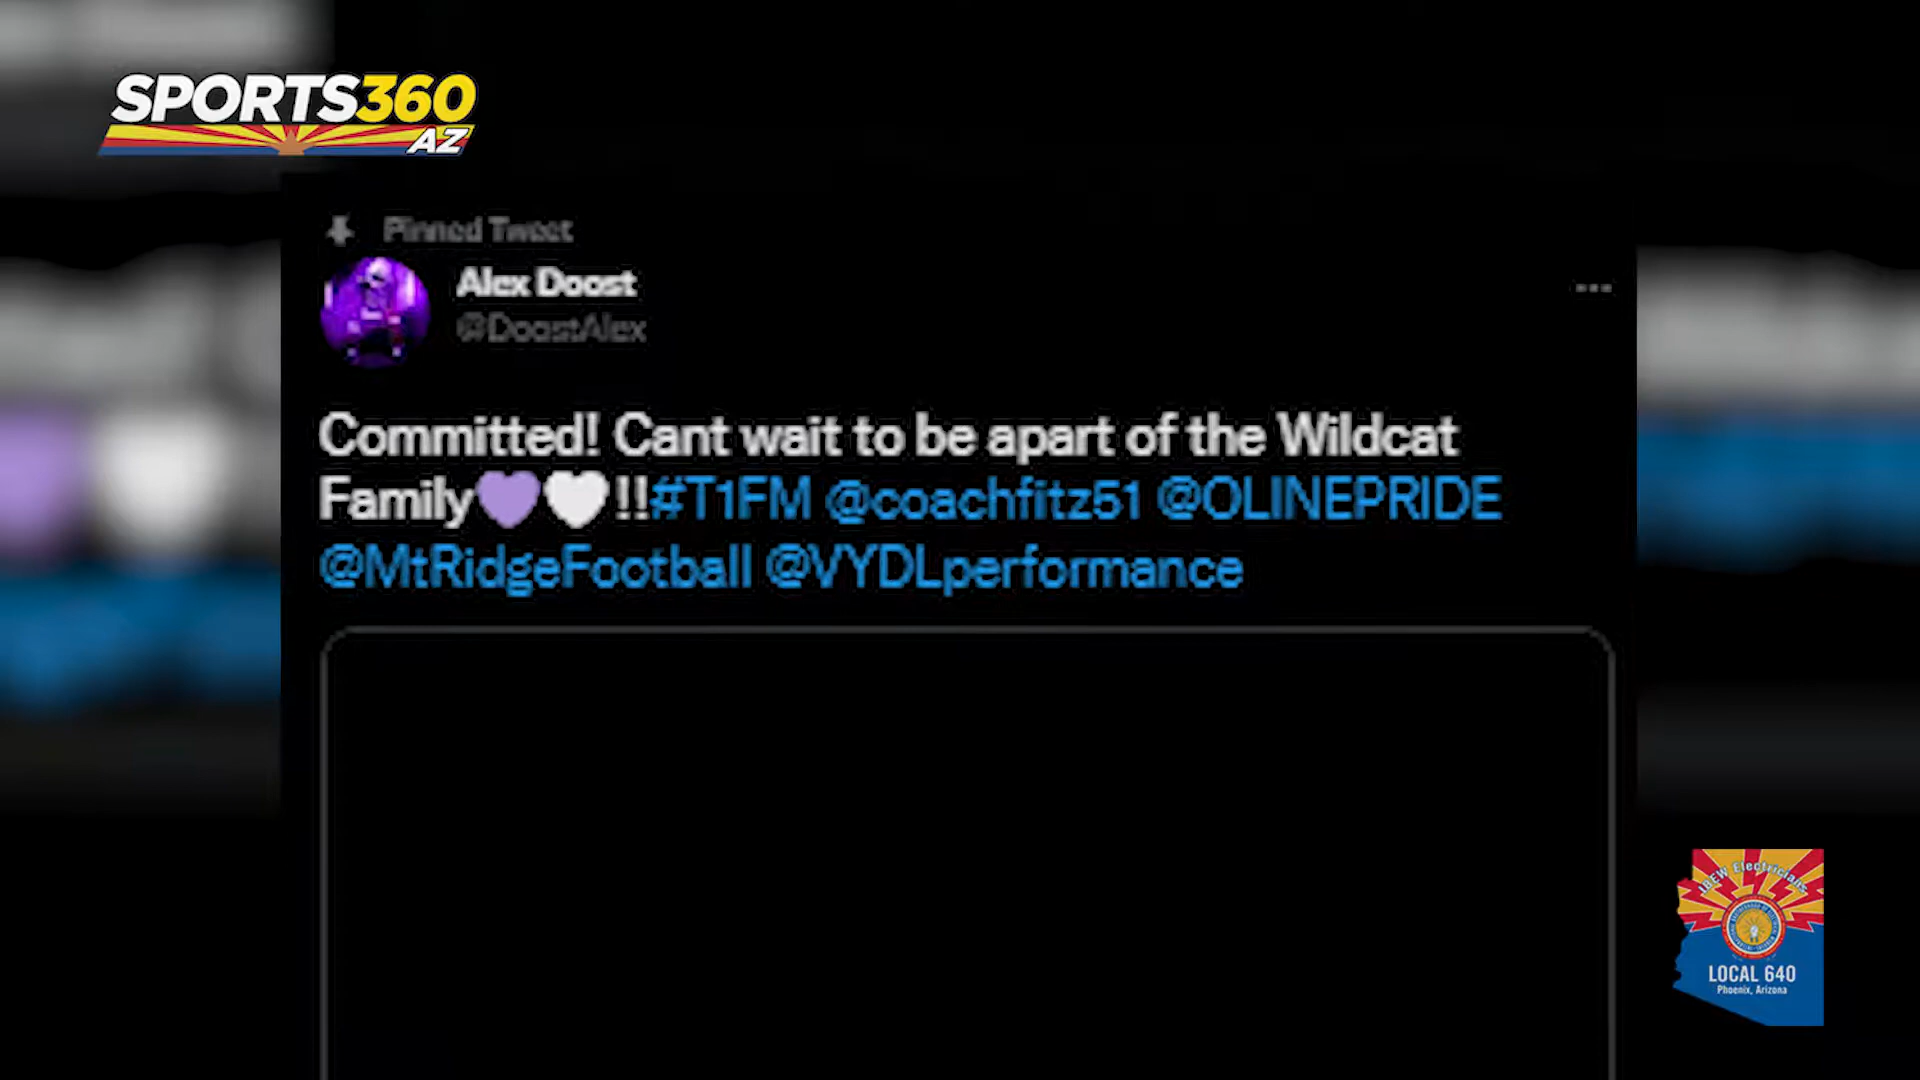 SPORTS360
AZ
Pinned Tweet
Alex Doost
@DoostAlex
Committed! Cant wait to be apart of the Wildcat
Family💜🤍!!#T1FM @coachfitz51 @OLINEPRIDE
@MtRidgeFootball @VYDLperformance
IBEW Electricians
LOCAL 640
Phoenix, Arizona